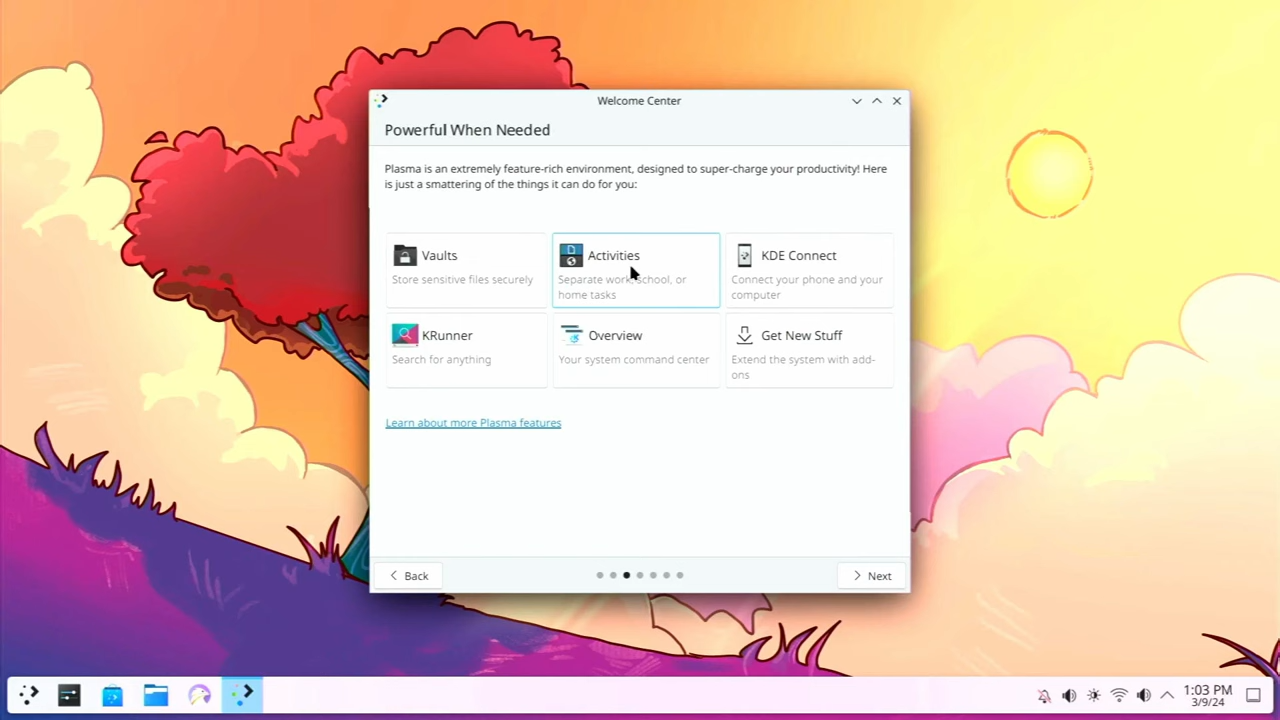 Welcome Center
Powerful When Needed
Plasma is an extremely feature-rich environment, designed to super-charge your productivity! Here
is just a smattering of the things it can do for you:
Vaults
Store sensitive files securely
Activities
Separate work, school, or
home tasks
KDE Connect
Connect your phone and your
computer
KRunner
Search for anything
Overview
Your system command center
Get New Stuff
Extend the system with add-
ons
Learn about more Plasma features
Back
Next
1:03 PM
3/9/24